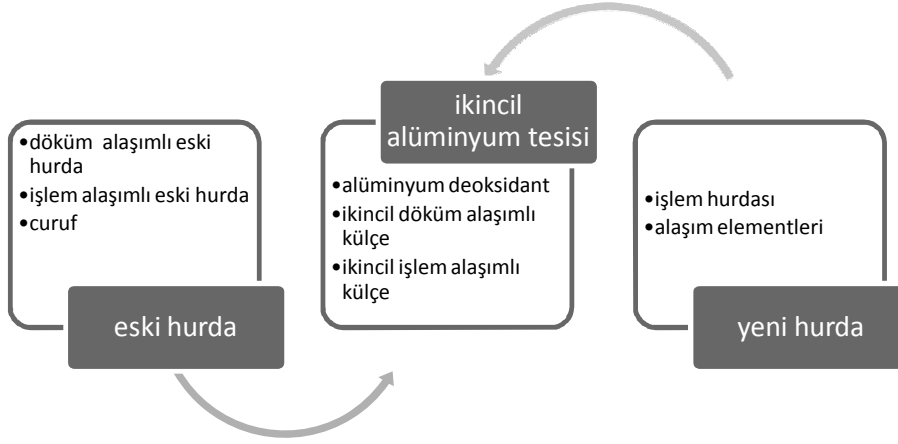 •döküm alaşımlı eski
hurda
•işlem alaşımlı eski hurda
•curuf
eski hurda
ikincil
alüminyum tesisi
•alüminyum deoksidant
•ikincil döküm alaşımlı
külçe
•ikincil işlem alaşımlı
külçe
•işlem hurdası
•alaşım elementleri
yeni hurda